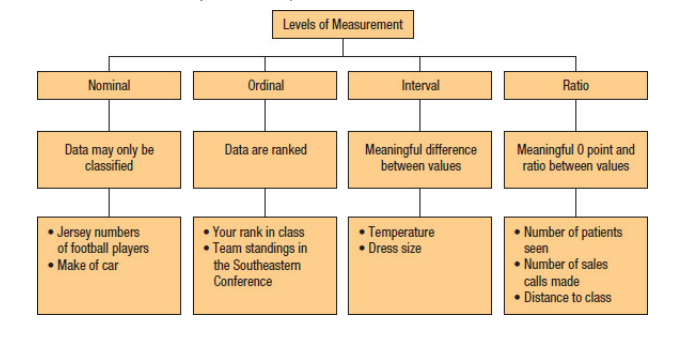 Levels of Measurement
Nominal
Ordinal
Interval
Ratio
Data may only be
classified
Data are ranked
Meaningful difference
between values
Meaningful 0 point and
ratio between values
• Jersey numbers
of football players
• Make of car
• Your rank in class
• Team standings in
the Southeastern
Conference
• Temperature
• Dress size
• Number of patients
seen
• Number of sales
calls made
• Distance to class